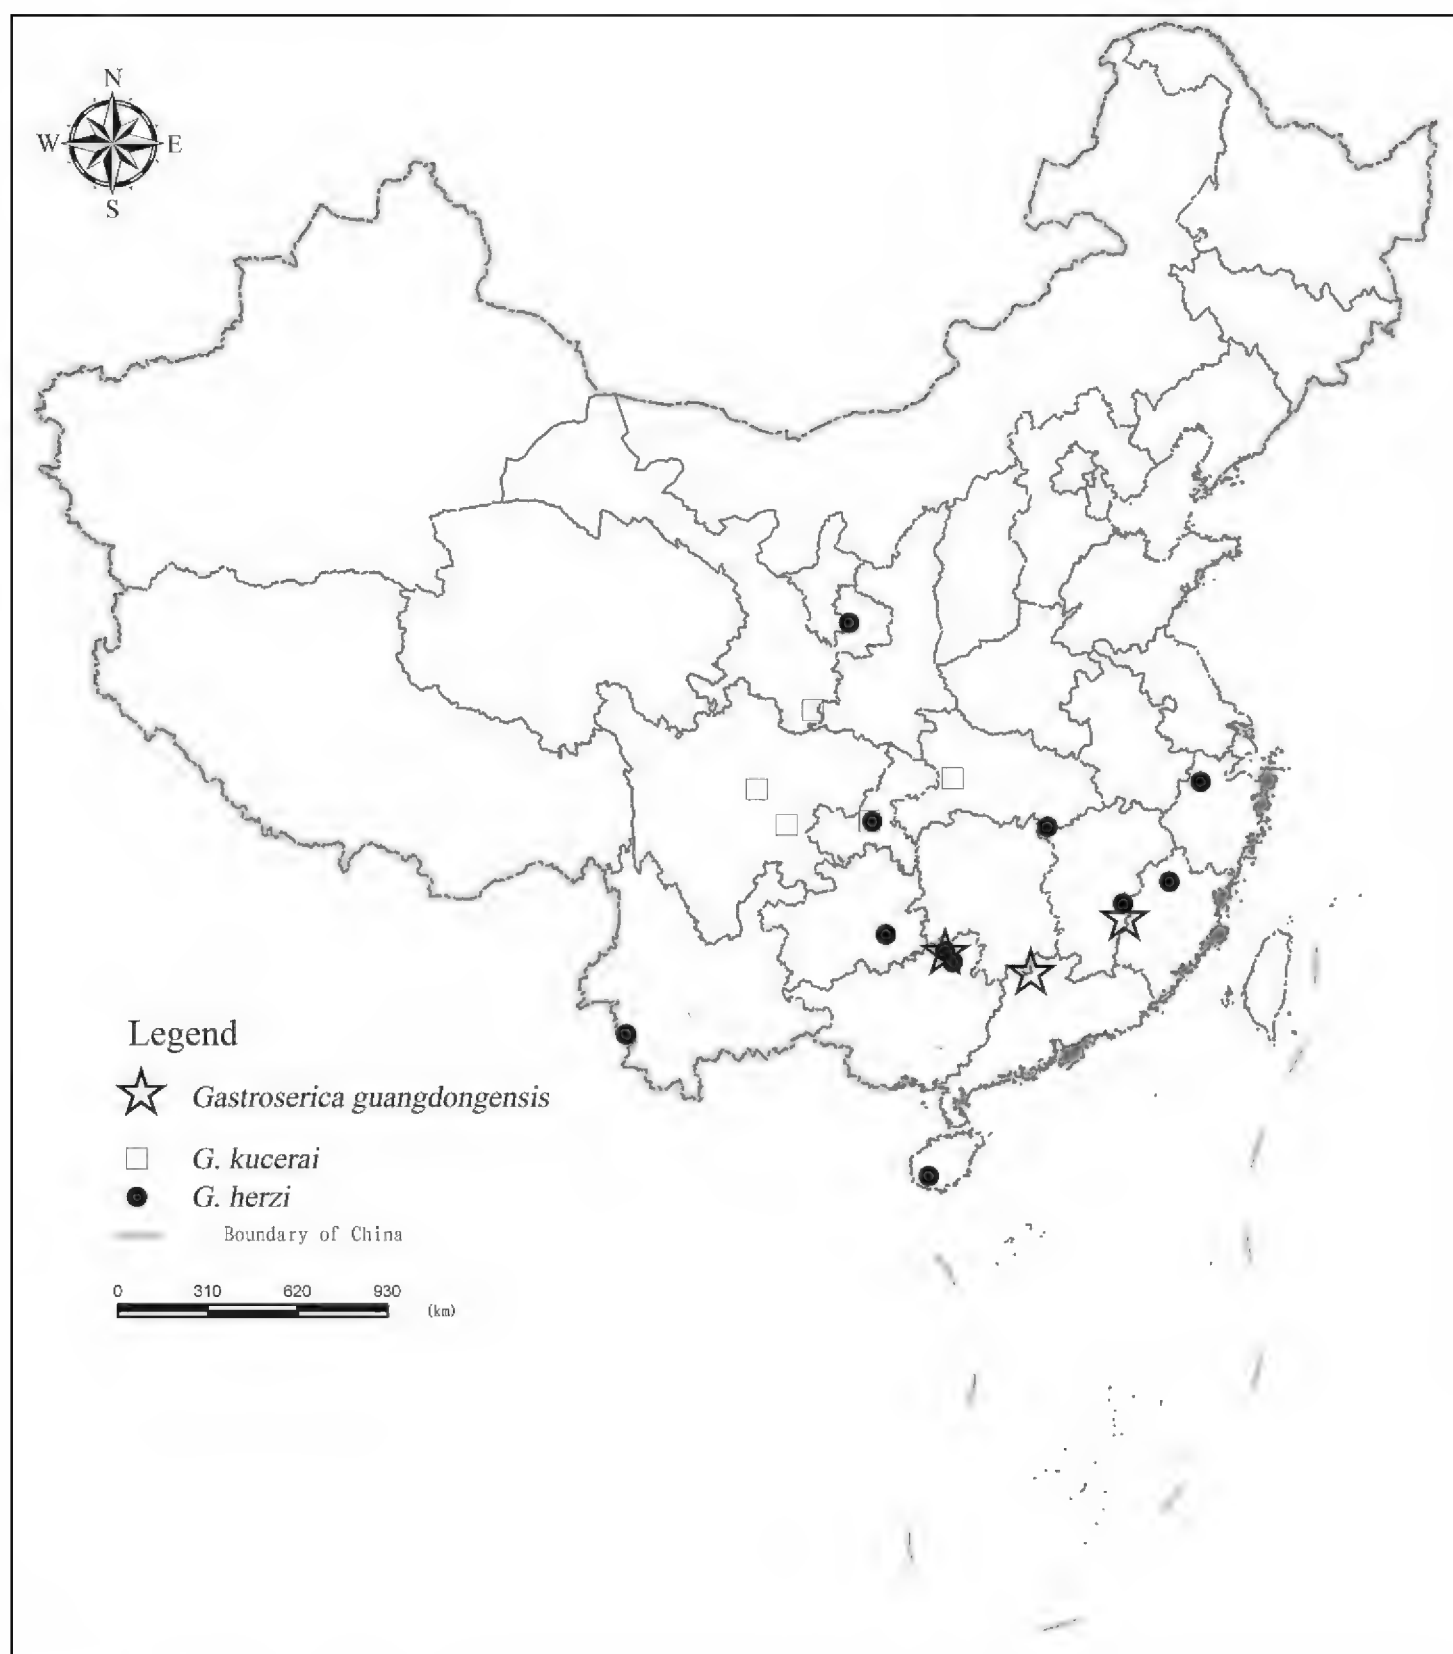 N
W E
S
Legend
Gastroserica guangdongensis
G. kucerai
G. herzi
Boundary of China
0 310 620 930
(km)